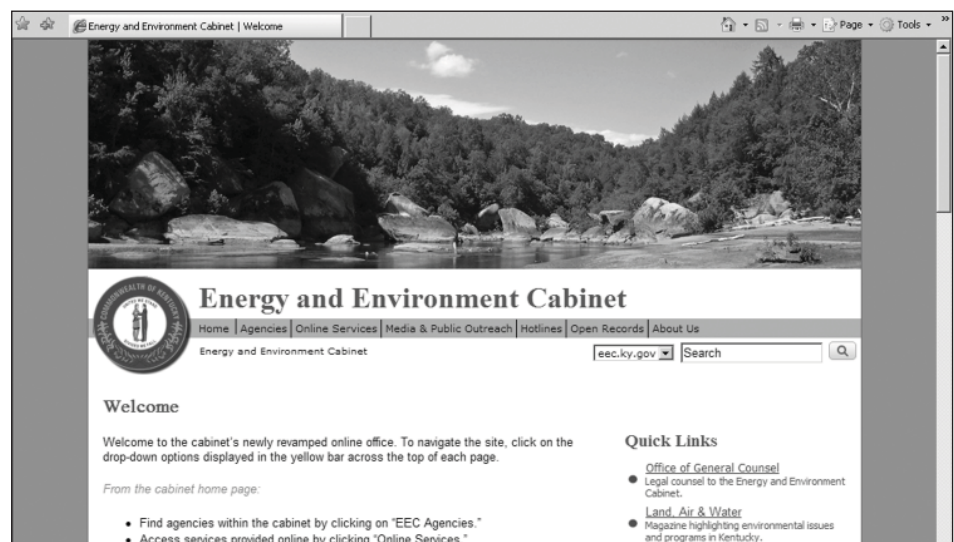 Energy and Environment Cabinet | Welcome
Page
Tools
Energy and Environment Cabinet
COMMONWEALTH OF KENTUCKY
Home | Agencies | Online Services | Media & Public Outreach | Hotlines | Open Records | About Us
Energy and Environment Cabinet
eec.ky.gov
Search
Welcome
Welcome to the cabinet's newly revamped online office. To navigate the site, click on the
drop-down options displayed in the yellow bar across the top of each page.
From the cabinet home page:
• Find agencies within the cabinet by clicking on "EEC Agencies."
• Access services provided online by clicking "Online Services."
Quick Links
Office of General Counsel
Legal counsel to the Energy and Environment
Cabinet.
Land, Air & Water
Magazine highlighting environmental issues
and programs in Kentucky.